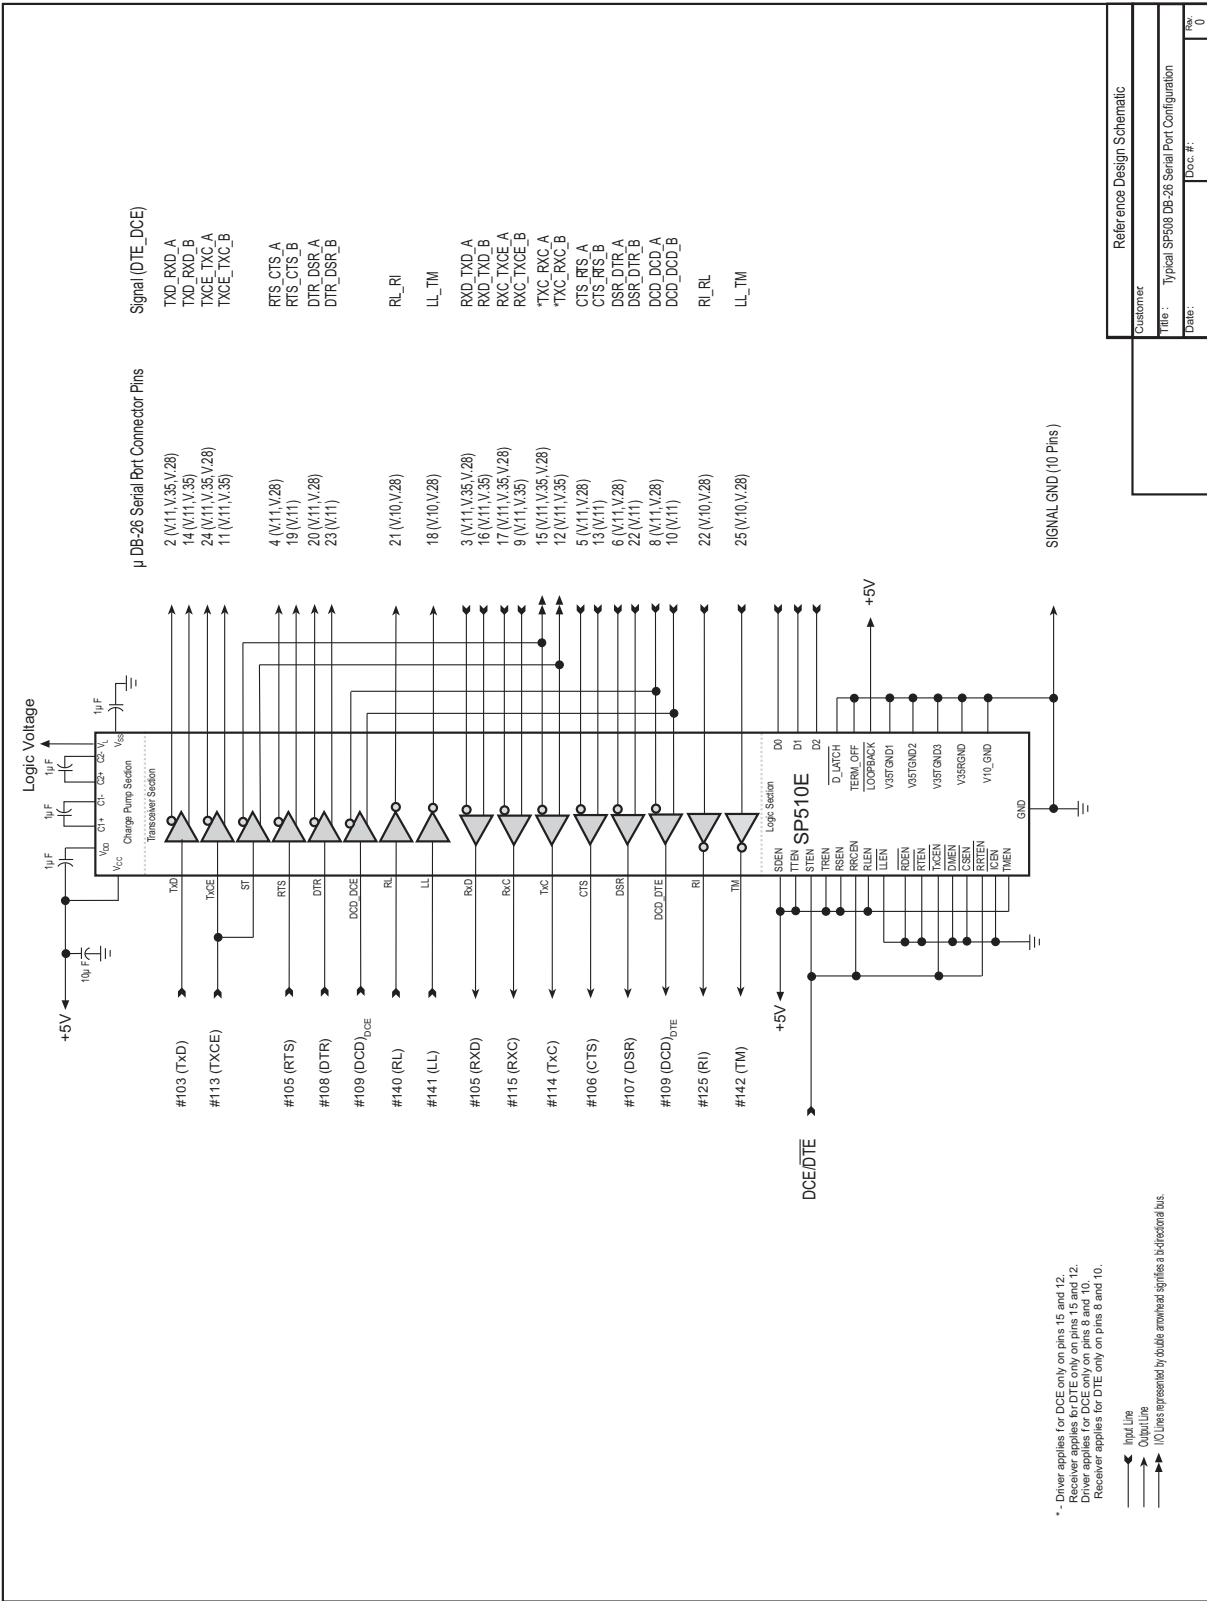 Logic Voltage
+5V
10µ F
1µ F
1µ F
1µ F
1µ F
VCC
VDD
C1+
C1-
C2+
C2-
VL
VSS
Charge Pump Section
Transceiver Section
µ DB-26 Serial Port Connector Pins
Signal (DTE_DCE)
#103 (TxD)
TxD
2 (V.11,V.35,V.28)
TXD_RXD_A
14 (V.11,V.35)
TXD_RXD_B
#113 (TXCE)
TxCE
24 (V.11,V.35,V.28)
TXCE_TXC_A
11 (V.11,V.35)
TXCE_TXC_B
ST
#105 (RTS)
RTS
4 (V.11,V.28)
RTS_CTS_A
19 (V.11)
RTS_CTS_B
#108 (DTR)
DTR
20 (V.11,V.28)
DTR_DSR_A
23 (V.11)
DTR_DSR_B
#109 (DCD)DCE
DCD_DCE
#140 (RL)
RL
21 (V.10,V.28)
RL_RI
#141 (LL)
LL
18 (V.10,V.28)
LL_TM
#105 (RXD)
RxD
3 (V.11,V.35,V.28)
RXD_TXD_A
16 (V.11,V.35)
RXD_TXD_B
#115 (RXC)
RxC
17 (V.11,V.35,V.28)
RXC_TXCE_A
9 (V.11,V.35)
RXC_TXCE_B
#114 (TxC)
TxC
15 (V.11,V.35,V.28)
*TXC_RXC_A
12 (V.11,V.35)
*TXC_RXC_B
#106 (CTS)
CTS
5 (V.11,V.28)
CTS_RTS_A
13 (V.11)
CTS_RTS_B
#107 (DSR)
DSR
6 (V.11,V.28)
DSR_DTR_A
22 (V.11)
DSR_DTR_B
#109 (DCD)DTE
DCD_DTE
8 (V.11,V.28)
DCD_DCD_A
10 (V.11)
DCD_DCD_B
#125 (RI)
RI
22 (V.10,V.28)
RI_RL
#142 (TM)
TM
25 (V.10,V.28)
LL_TM
Logic Section
SP510E
+5V
DCE/DTE
SDEN
TTEN
STEN
TREN
RSEN
RRCEN
RLEN
LLEN
RDEN
RTEN
TxCEN
DMEN
CSEN
RRTEN
ICEN
TMEN
D0
D1
D2
D_LATCH
TERM_OFF
LOOPBACK
V35TGND1
V35TGND2
V35TGND3
V35RGND
V10_GND
GND
+5V
SIGNAL GND (10 Pins )
* - Driver applies for DCE only on pins 15 and 12.
Receiver applies for DTE only on pins 15 and 12.
Driver applies for DCE only on pins 8 and 10.
Receiver applies for DTE only on pins 8 and 10.
Input Line
Output Line
I/O Lines represented by double arrowhead signifies a bi-directional bus.
Reference Design Schematic
Customer:
Title : Typical SP508 DB-26 Serial Port Configuration
Date:
Doc. #:
Rev.
0